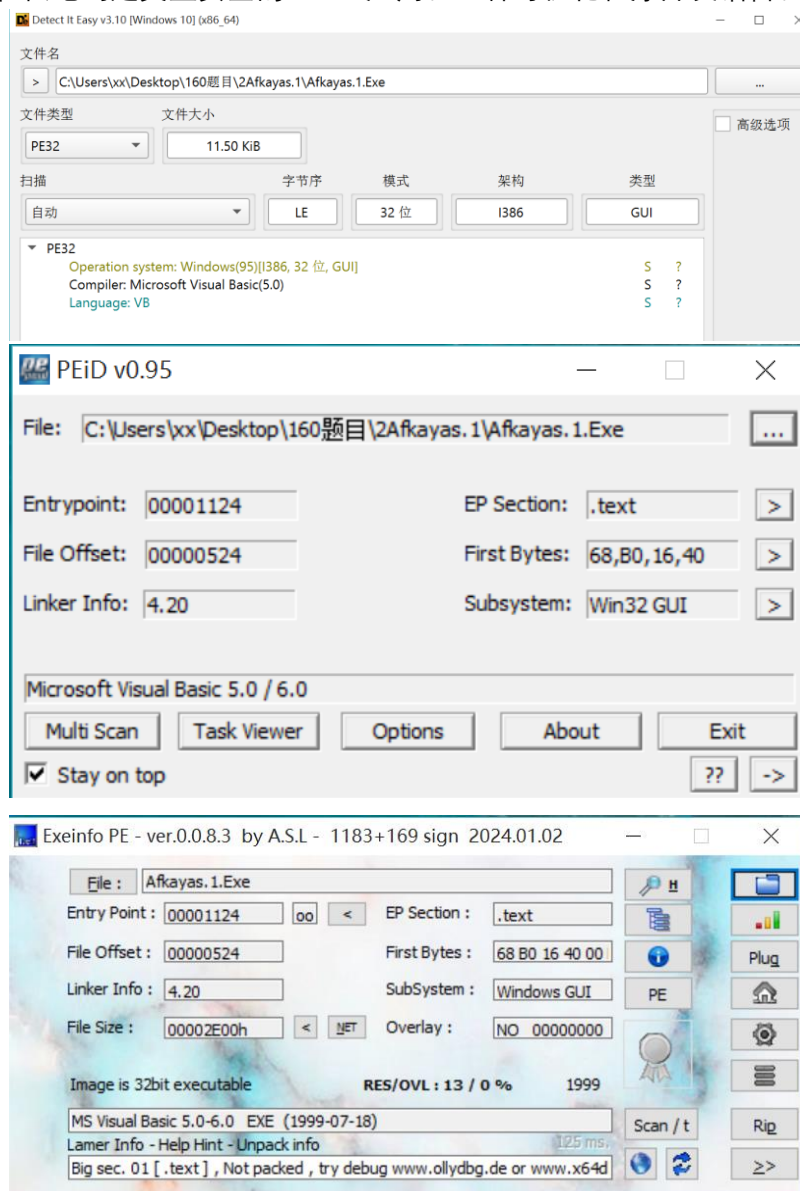 Detect It Easy v3.10 [Windows 10] (x86_64)
文件名
> C:\Users\xx\Desktop\160题目\2Afkayas.1\Afkayas.1.Exe ...
文件类型 文件大小
PE32 11.50 KiB 高级选项
扫描 字节序 模式 架构 类型
自动 LE 32 位 I386 GUI
PE32
Operation system: Windows(95)[I386, 32 位, GUI] S ?
Compiler: Microsoft Visual Basic(5.0) S ?
Language: VB S ?
PEiD v0.95
File: C:\Users\xx\Desktop\160题目\2Afkayas.1\Afkayas.1.Exe ...
Entrypoint: 00001124 EP Section: .text >
File Offset: 00000524 First Bytes: 68,B0,16,40 >
Linker Info: 4.20 Subsystem: Win32 GUI >
Microsoft Visual Basic 5.0 / 6.0
Multi Scan Task Viewer Options About Exit
Stay on top ?? ->
Exeinfo PE - ver.0.0.8.3 by A.S.L - 1183+169 sign 2024.01.02
File : Afkayas.1.Exe H
Entry Point : 00001124 oo < EP Section : .text
File Offset : 00000524 First Bytes : 68 B0 16 40 00 Plug
Linker Info : 4.20 SubSystem : Windows GUI PE
File Size : 00002E00h < NET Overlay : NO 00000000
Image is 32bit executable RES/OVL : 13 / 0 % 1999
MS Visual Basic 5.0-6.0 EXE (1999-07-18) Scan / t Rip
Lamer Info - Help Hint - Unpack info 125 ms.
Big sec. 01 [ .text ] , Not packed , try debug www.ollydbg.de or www.x64d >>